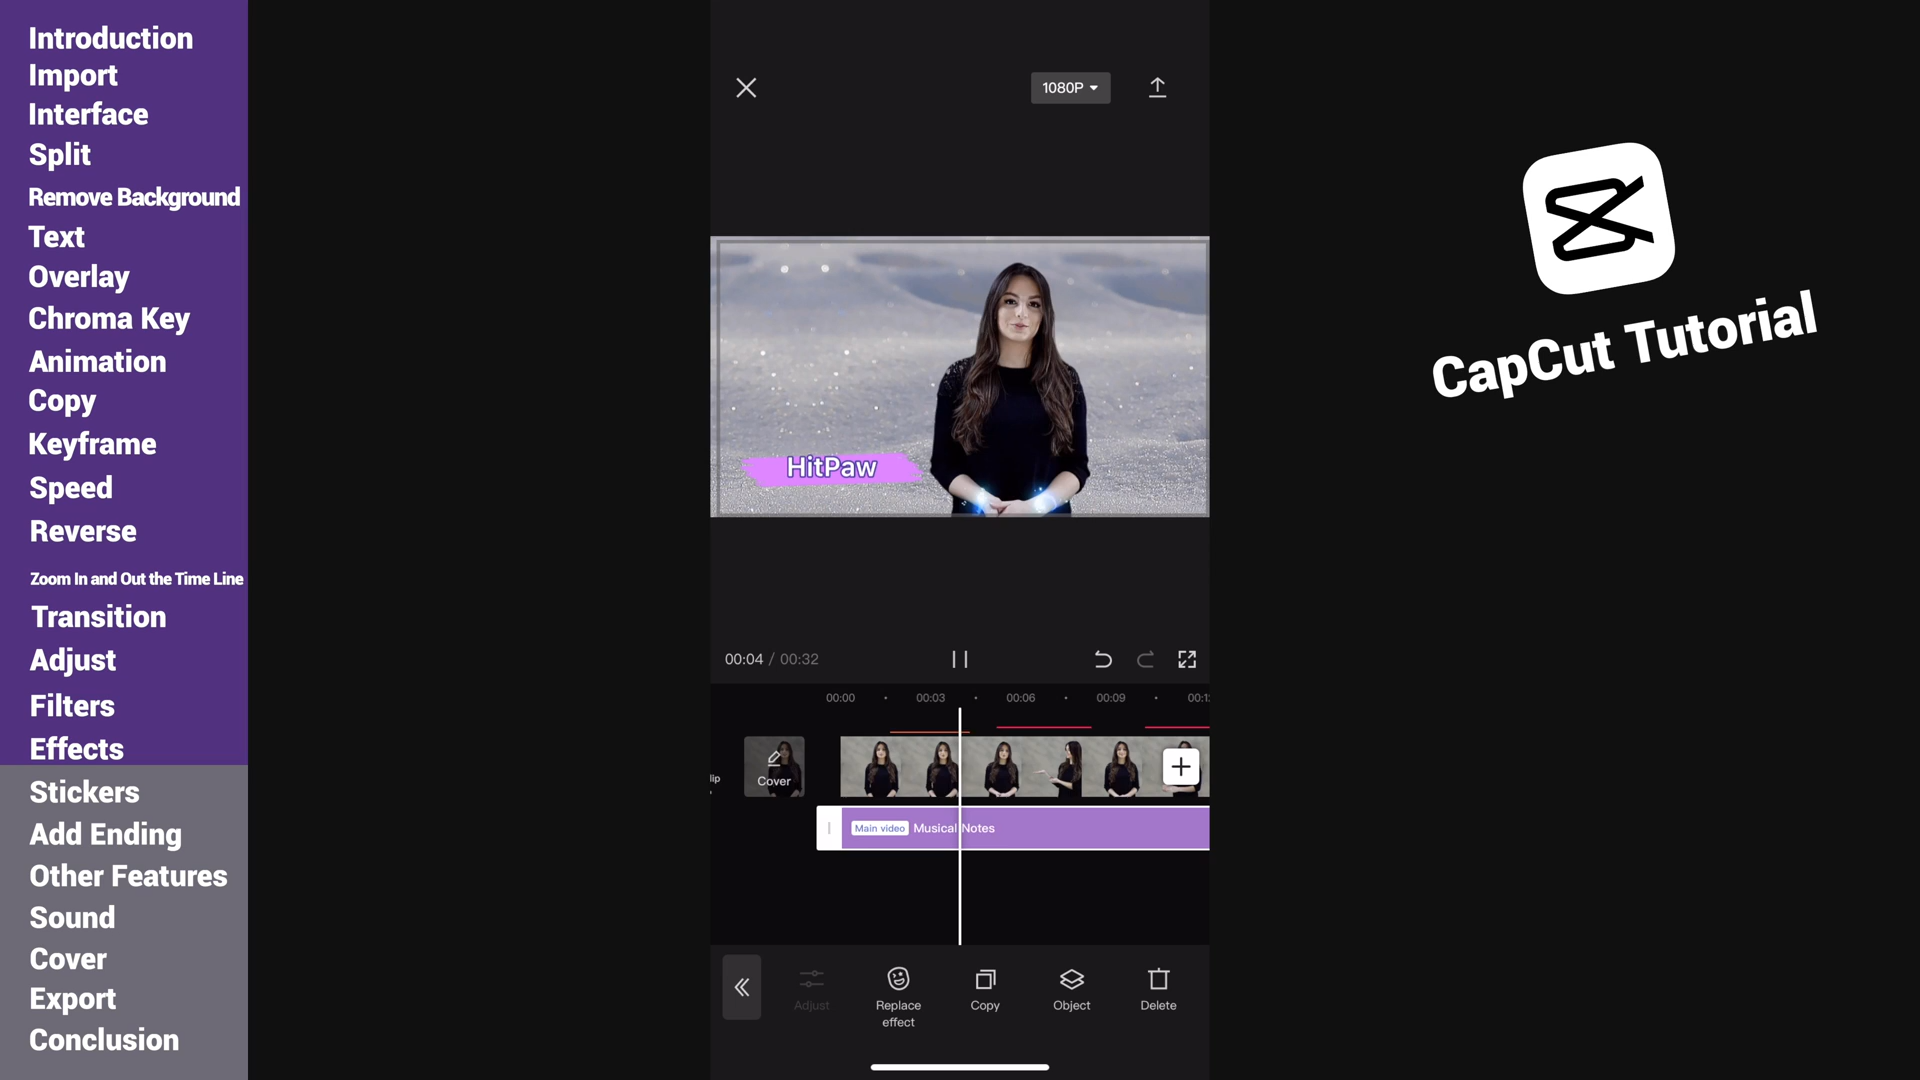 Introduction
Import
Interface
Split
Remove Background
Text
Overlay
Chroma Key
Animation
Copy
Keyframe
Speed
Reverse
Zoom In and Out the Time Line
Transition
Adjust
Filters
Effects
Stickers
Add Ending
Other Features
Sound
Cover
Export
Conclusion
1080P
HitPaw
00:04 / 00:32
00:00 00:03 00:06 00:09
lip
Cover
Main video Musical Notes
Adjust
Replace
effect
Copy
Object
Delete
CapCut Tutorial